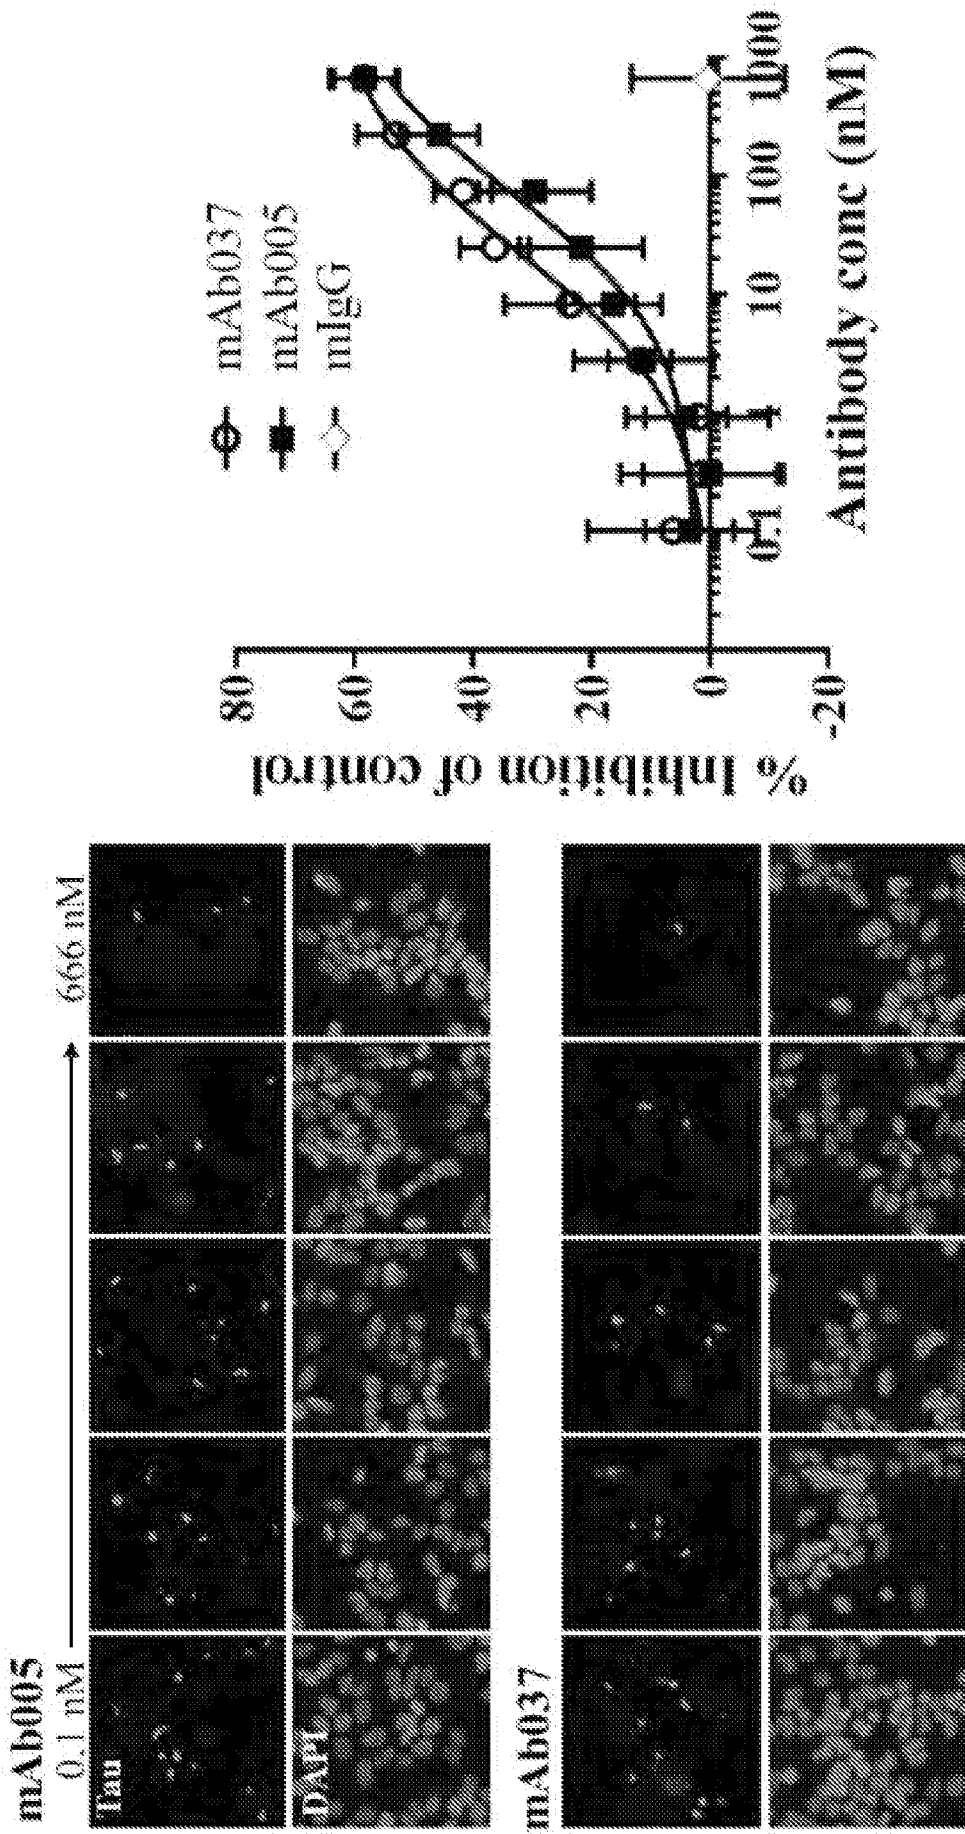 mAb005
0.1 nM
666 nM
Tau
DAPI
mAb037
mAb037
mAb005
mIgG
% Inhibition of control
80
60
40
20
0
-20
0.1
1
10
100
1000
Antibody conc (nM)